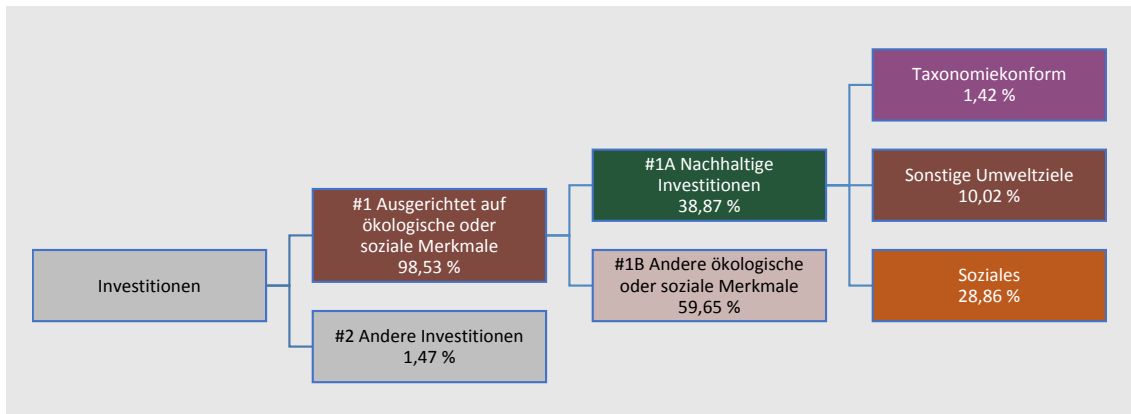 Investitionen
#1 Ausgerichtet auf
ökologische oder
soziale Merkmale
98,53 %
#2 Andere Investitionen
1,47 %
#1A Nachhaltige
Investitionen
38,87 %
#1B Andere ökologische
oder soziale Merkmale
59,65 %
Taxonomiekonform
1,42 %
Sonstige Umweltziele
10,02 %
Soziales
28,86 %